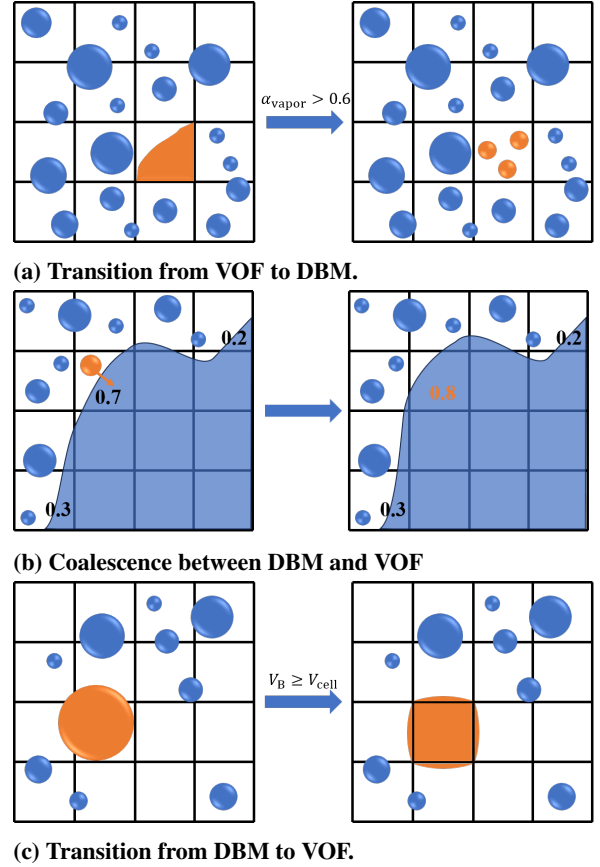 α_vapor > 0.6
(a) Transition from VOF to DBM.
0.2 0.2
0.7 0.8
0.3 0.3
(b) Coalescence between DBM and VOF
V_B ≥ V_cell
(c) Transition from DBM to VOF.